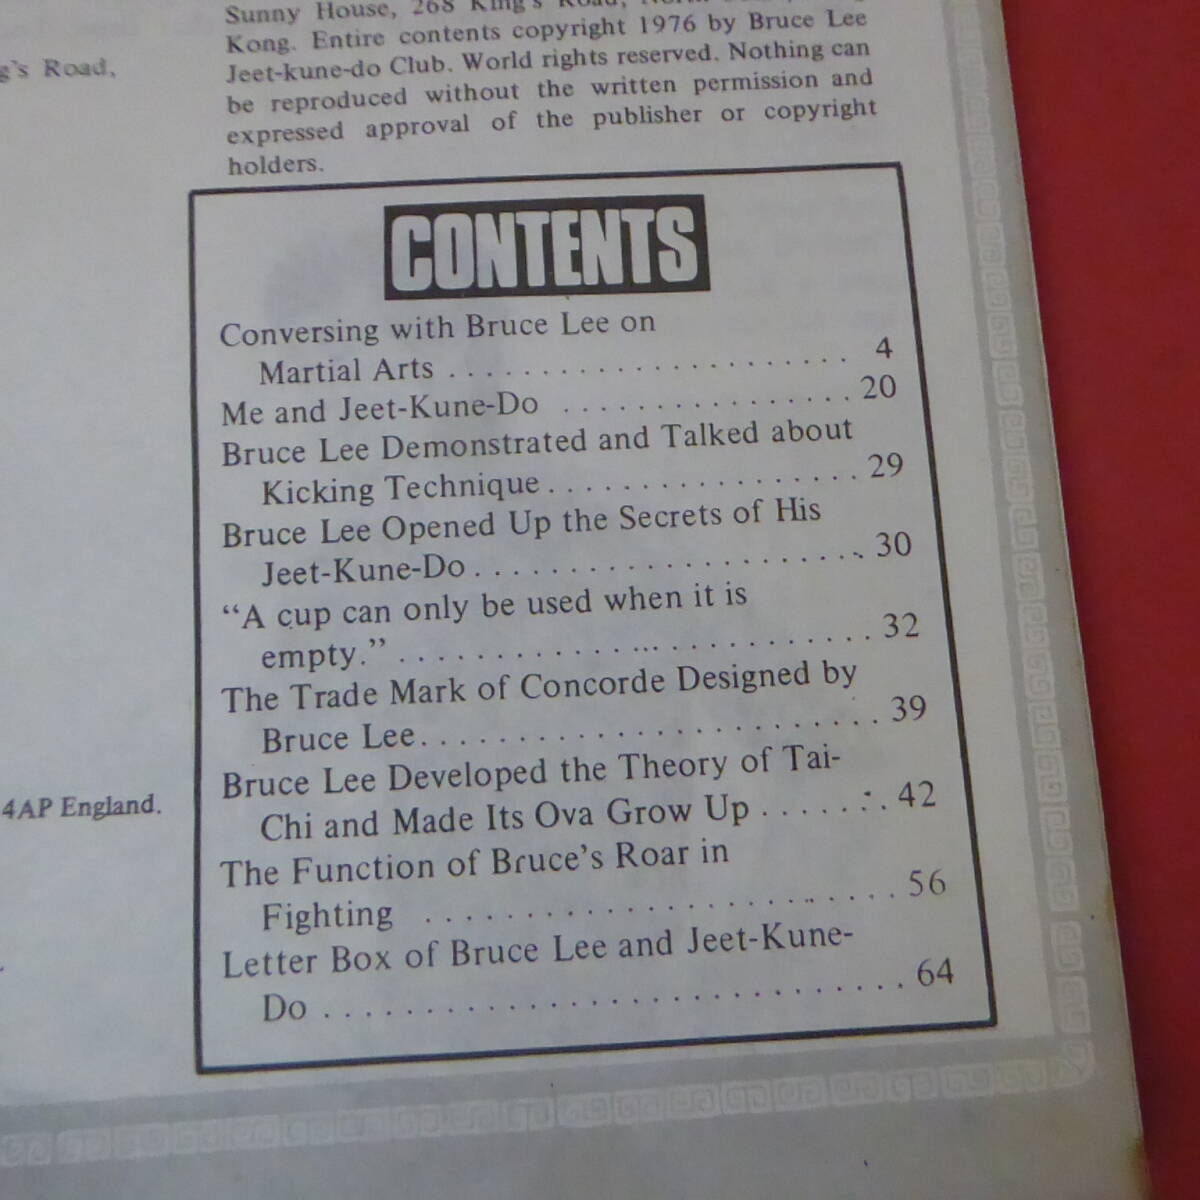 Sunny House, 268 King's Road, North
Kong. Entire contents copyright 1976 by Bruce Lee
Jeet-kune-do Club. World rights reserved. Nothing can
be reproduced without the written permission and
expressed approval of the publisher or copyright
holders.
g's Road,
4AP England.
CONTENTS
Conversing with Bruce Lee on
Martial Arts . . . . . . . . . . . . . . . . . . . . . 4
Me and Jeet-Kune-Do . . . . . . . . . . . . . . . 20
Bruce Lee Demonstrated and Talked about
Kicking Technique . . . . . . . . . . . . . . . . 29
Bruce Lee Opened Up the Secrets of His
Jeet-Kune-Do . . . . . . . . . . . . . . . . . . . . 30
“A cup can only be used when it is
empty.” . . . . . . . . . . . . . . . . . . . . . . . . 32
The Trade Mark of Concorde Designed by
Bruce Lee. . . . . . . . . . . . . . . . . . . . . . . 39
Bruce Lee Developed the Theory of Tai-
Chi and Made Its Ova Grow Up . . . . . . . 42
The Function of Bruce's Roar in
Fighting . . . . . . . . . . . . . . . . . . . . . . . 56
Letter Box of Bruce Lee and Jeet-Kune-
Do . . . . . . . . . . . . . . . . . . . . . . . . . . . 64